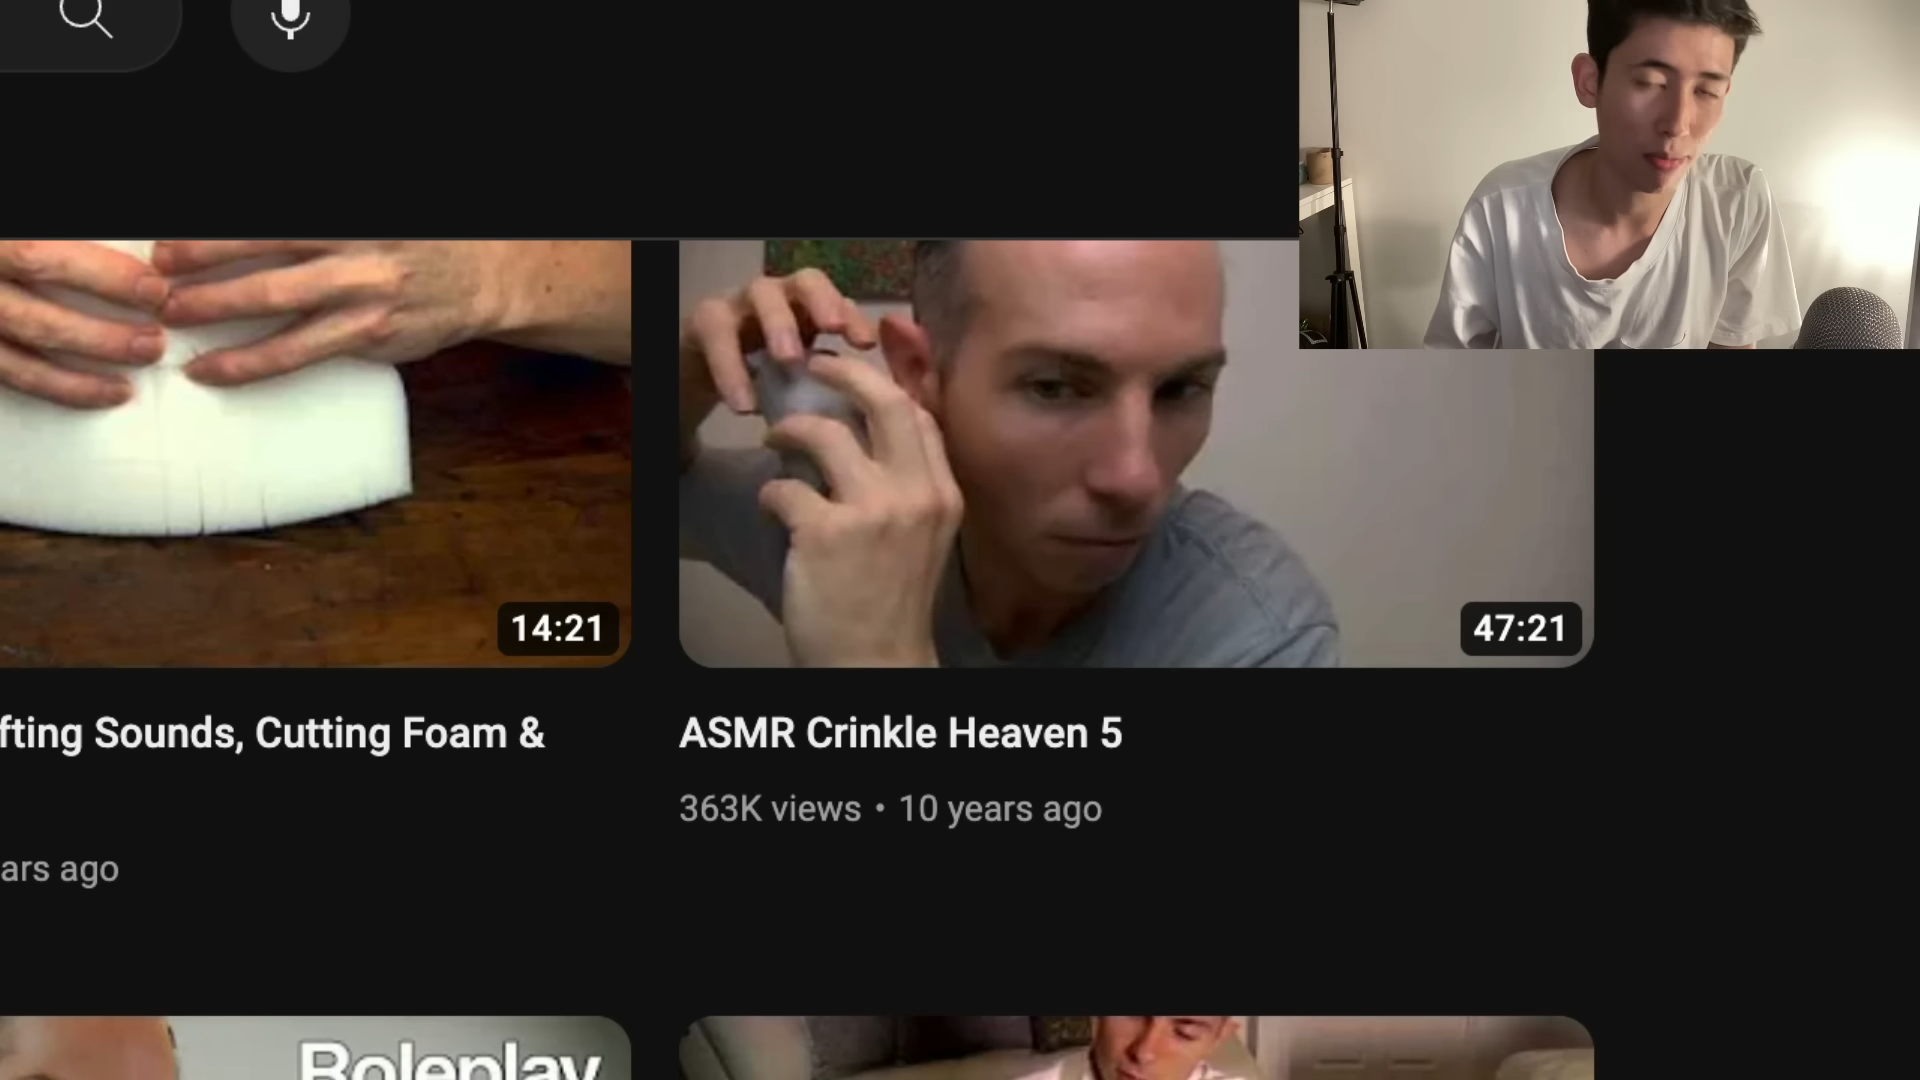 14:21
47:21
fting Sounds, Cutting Foam &
ASMR Crinkle Heaven 5
363K views • 10 years ago
ars ago
Roleplay